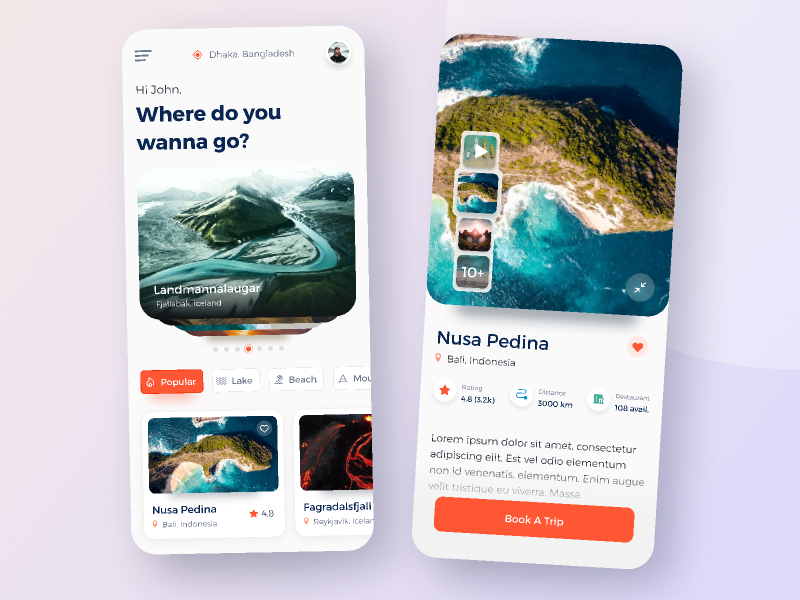 Dhaka, Bangladesh
Hi John,
Where do you
wanna go?
Landmannalaugar
Fjallabak, Iceland
Popular
Lake
Beach
Mou
Nusa Pedina
4.8
Bali, Indonesia
Fagradalsfjall
Reykjavik, Icelan
10+
Nusa Pedina
Bali, Indonesia
Rating
4.8 (3.2k)
Distance
3000 km
Restaurant
108 avail.
Lorem ipsum dolor sit amet, consectetur
adipiscing elit. Est vel odio elementum
non id venenatis, elementum. Enim augue
velit tristique eu viverra. Massa
Book A Trip